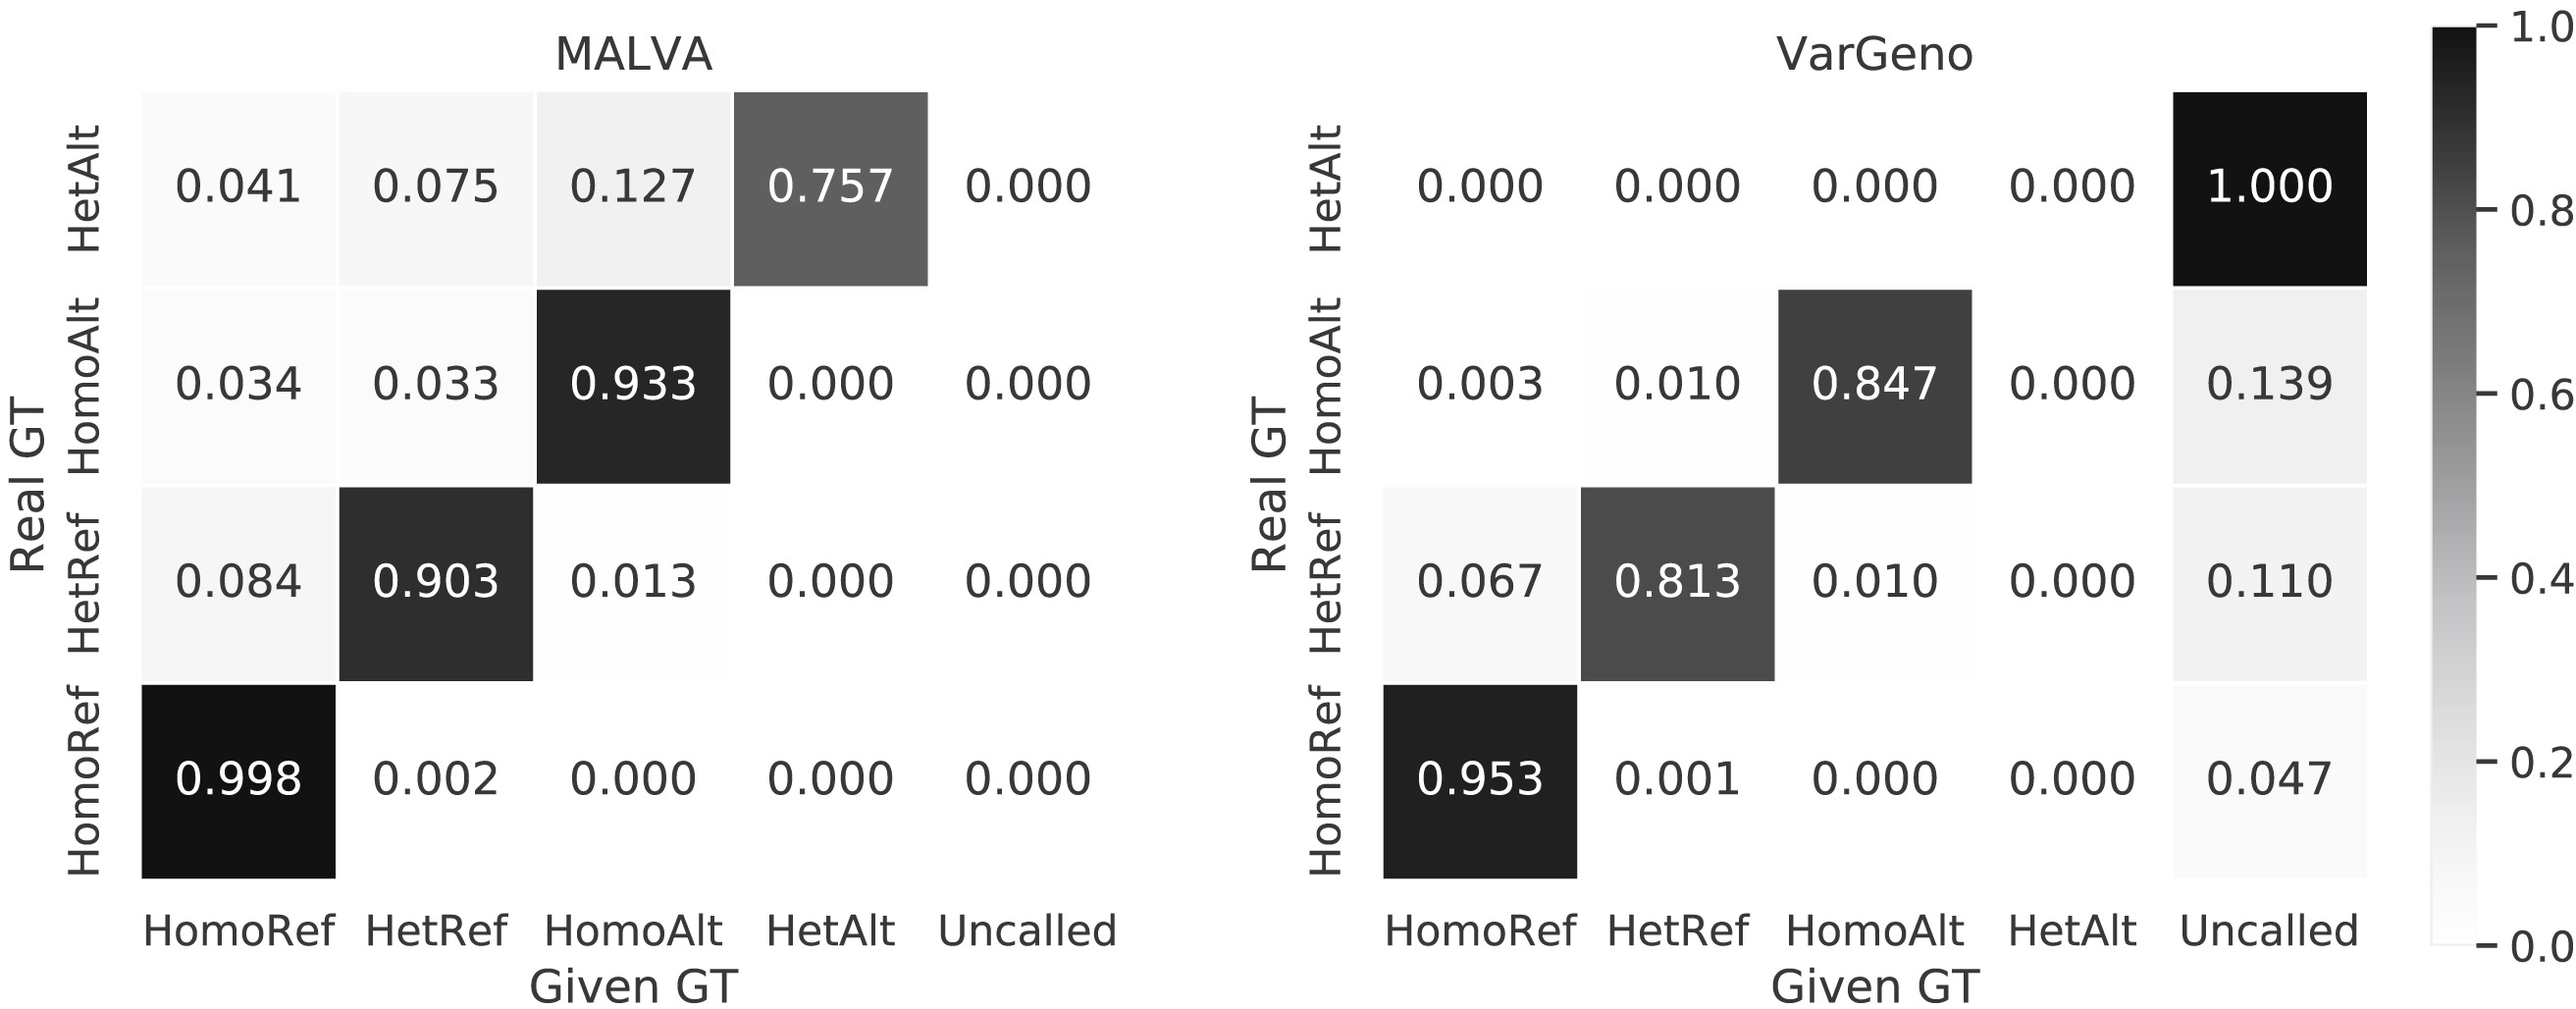 MALVA
Real GT
HetAlt
0.041 0.075 0.127 0.757 0.000
HomoAlt
0.034 0.033 0.933 0.000 0.000
HetRef
0.084 0.903 0.013 0.000 0.000
HomoRef
0.998 0.002 0.000 0.000 0.000
HomoRef HetRef HomoAlt HetAlt Uncalled
Given GT
VarGeno
Real GT
HetAlt
0.000 0.000 0.000 0.000 1.000
HomoAlt
0.003 0.010 0.847 0.000 0.139
HetRef
0.067 0.813 0.010 0.000 0.110
HomoRef
0.953 0.001 0.000 0.000 0.047
HomoRef HetRef HomoAlt HetAlt Uncalled
Given GT
1.0
0.8
0.6
0.4
0.2
0.0